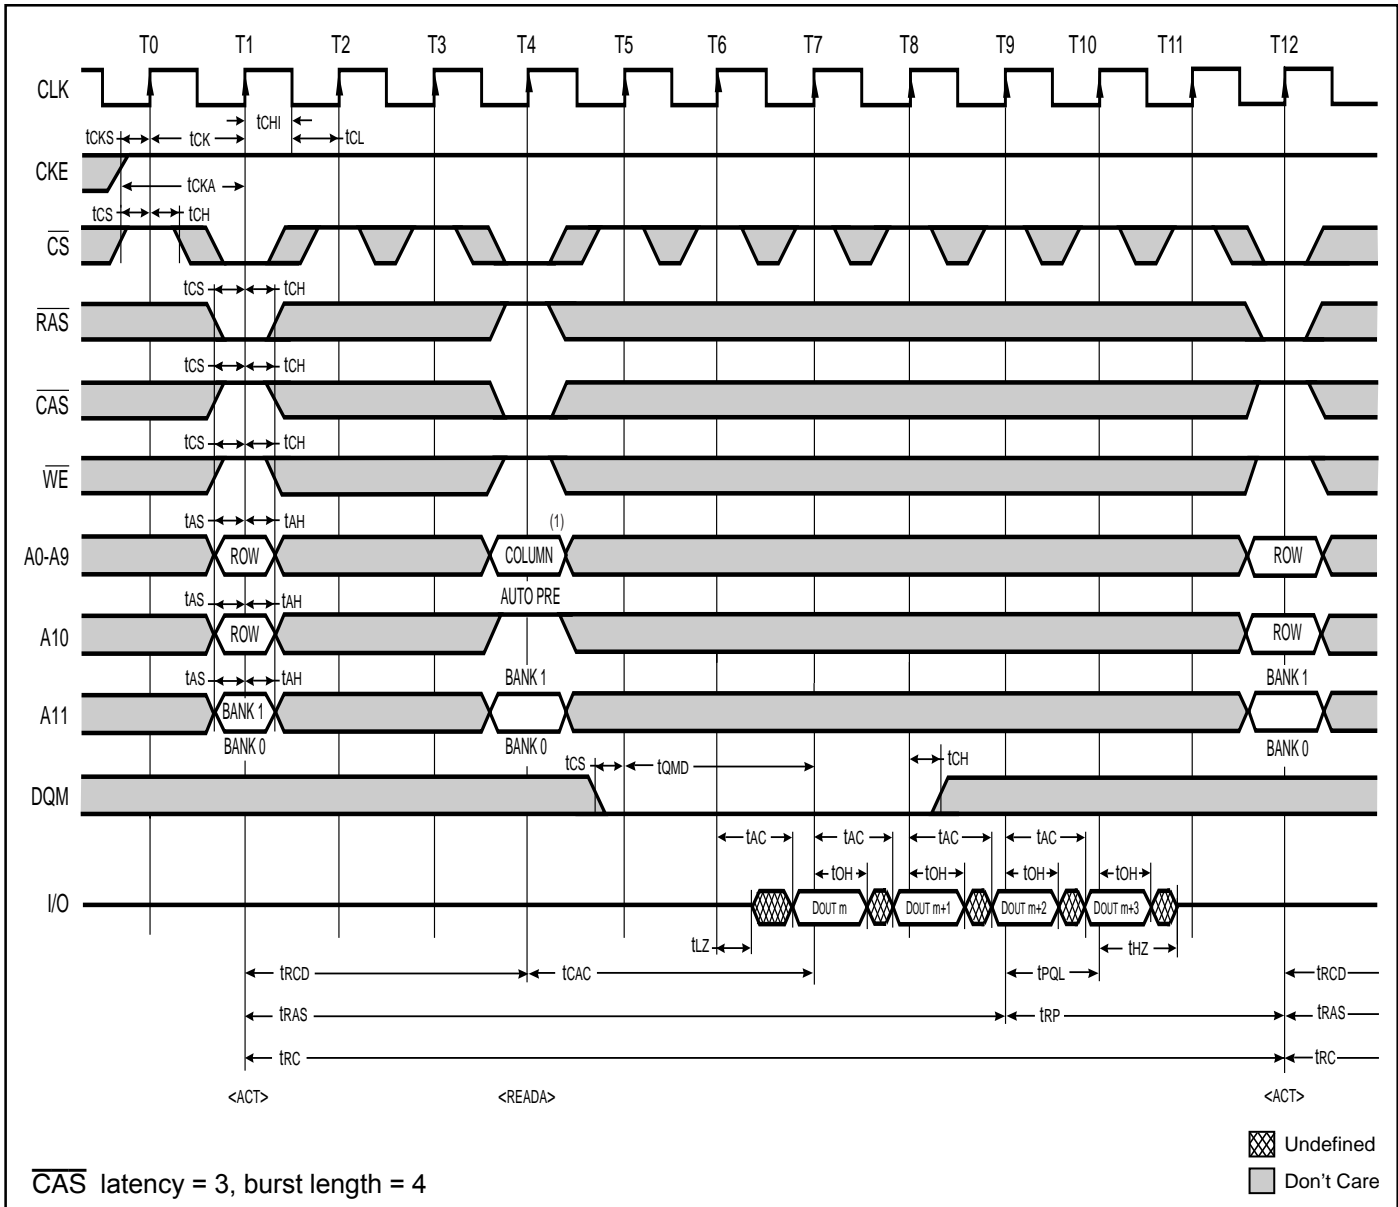 T0 T1 T2 T3 T4 T5 T6 T7 T8 T9 T10 T11 T12
CLK
tCHI
tCKS tCK tCL
CKE
tCKA
tCS tCH
CS
tCS tCH
RAS
tCS tCH
CAS
tCS tCH
WE
tAS tAH (1)
A0-A9 ROW COLUMN ROW
tAS tAH AUTO PRE
A10 ROW ROW
tAS tAH BANK 1 BANK 1
A11 BANK 1
BANK 0 BANK 0 BANK 0
tCS tQMD tCH
DQM
tAC tAC tAC tAC
tOH tOH tOH tOH
I/O DOUT m DOUT m+1 DOUT m+2 DOUT m+3
tLZ tHZ
tRCD tCAC tPQL tRCD
tRAS tRP tRAS
tRC tRC
<ACT> <READA> <ACT>
Undefined
CAS latency = 3, burst length = 4
Don't Care